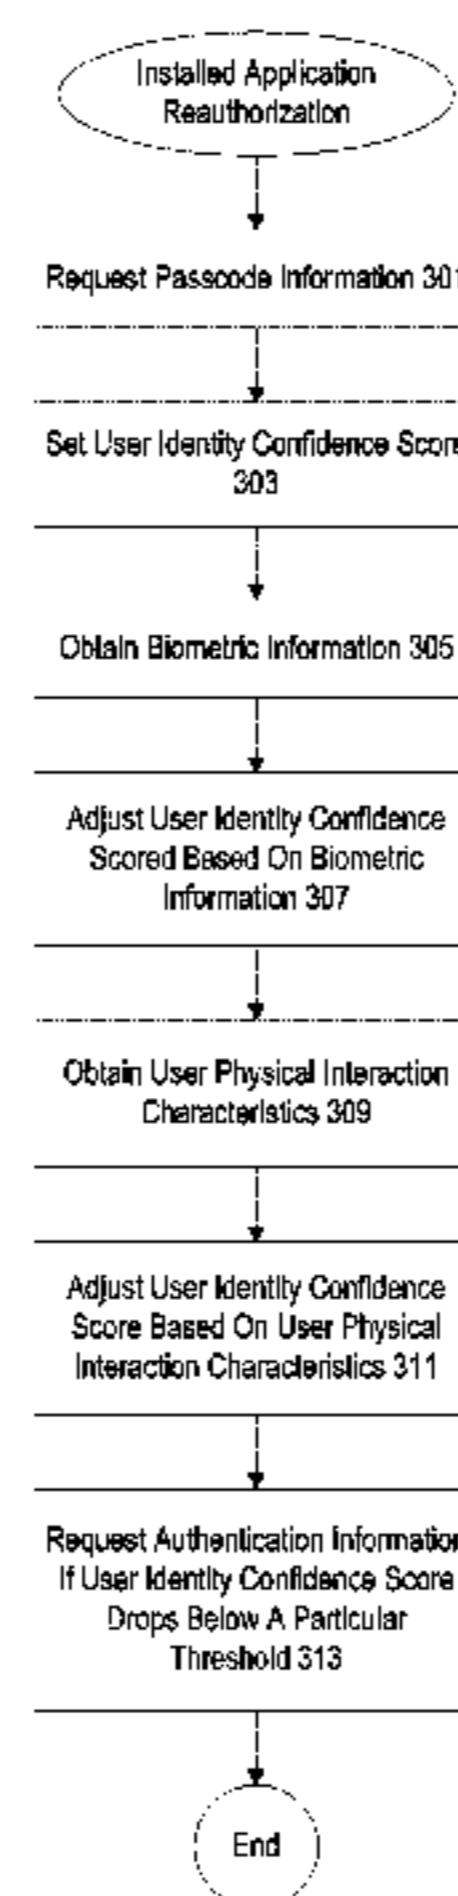 Installed Application
Reauthorization
Request Passcode Information 301
Set User Identity Confidence Score
303
Obtain Biometric Information 305
Adjust User Identity Confidence
Scored Based On Biometric
Information 307
Obtain User Physical Interaction
Characteristics 309
Adjust User Identity Confidence
Score Based On User Physical
Interaction Characteristics 311
Request Authentication Information
If User Identity Confidence Score
Drops Below A Particular
Threshold 313
End